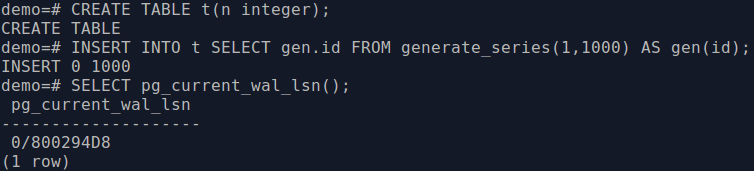 demo=# CREATE TABLE t(n integer);
CREATE TABLE
demo=# INSERT INTO t SELECT gen.id FROM generate_series(1,1000) AS gen(id);
INSERT 0 1000
demo=# SELECT pg_current_wal_lsn();
 pg_current_wal_lsn
--------------------
 0/800294D8
(1 row)